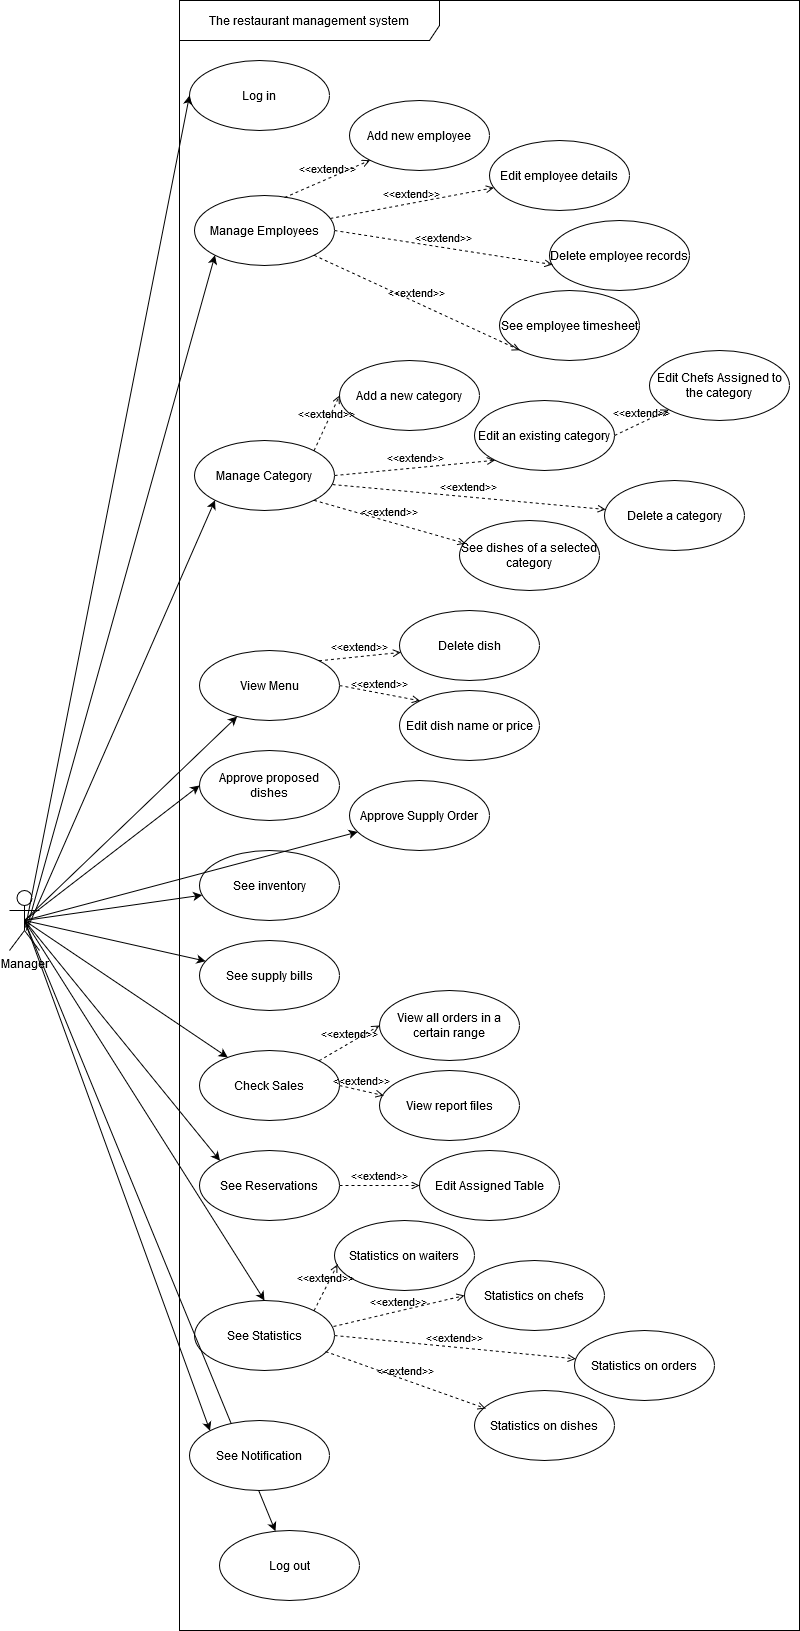 The restaurant management system
Log in
Add new employee
<<extend>>
Edit employee details
<<extend>>
Manage Employees
<<extend>>
Delete employee records
<<extend>>
See employee timesheet
Edit Chefs Assigned to
the category
Add a new category
<<extend>>
<<extend>>
Edit an existing category
<<extend>>
Manage Category
<<extend>>
Delete a category
<<extend>>
See dishes of a selected
category
Delete dish
<<extend>>
View Menu
<<extend>>
Edit dish name or price
Approve proposed
dishes
Approve Supply Order
See inventory
Manager
See supply bills
View all orders in a
certain range
<<extend>>
Check Sales
<<extend>>
View report files
<<extend>>
See Reservations
Edit Assigned Table
Statistics on waiters
<<extend>>
Statistics on chefs
<<extend>>
See Statistics
<<extend>>
Statistics on orders
<<extend>>
Statistics on dishes
See Notification
Log out